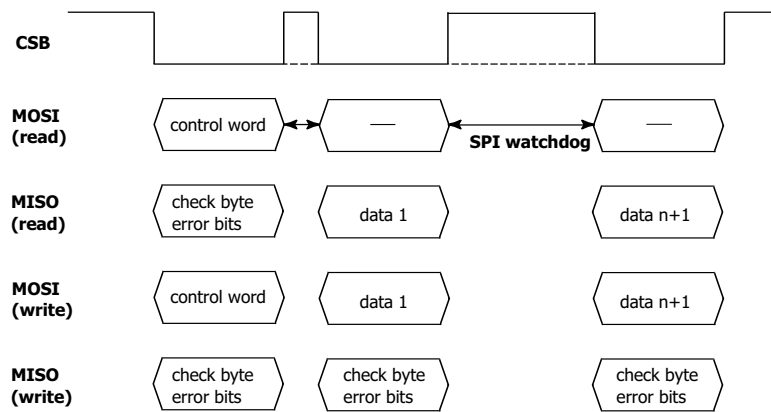 CSB
MOSI
(read)
control word
—
SPI watchdog
—
MISO
(read)
check byte
error bits
data 1
data n+1
MOSI
(write)
control word
data 1
data n+1
MISO
(write)
check byte
error bits
check byte
error bits
check byte
error bits